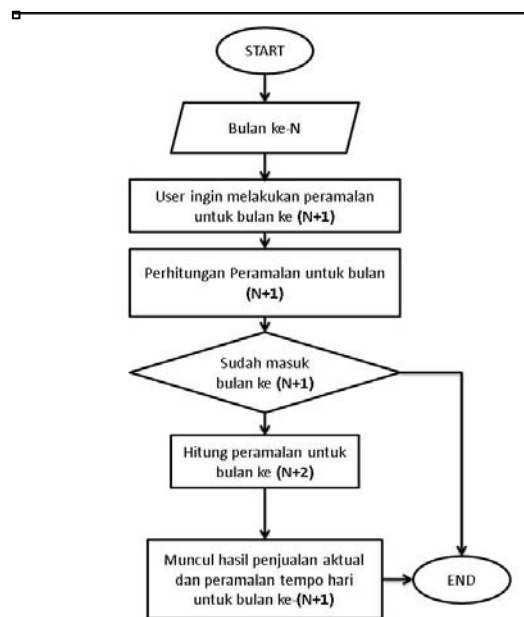 START
Bulan ke-N
User ingin melakukan peramalan
untuk bulan ke (N+1)
Perhitungan Peramalan untuk bulan
(N+1)
Sudah masuk
bulan ke (N+1)
Hitung peramalan untuk
bulan ke (N+2)
Muncul hasil penjualan aktual
dan peramalan tempo hari
untuk bulan ke-(N+1)
END